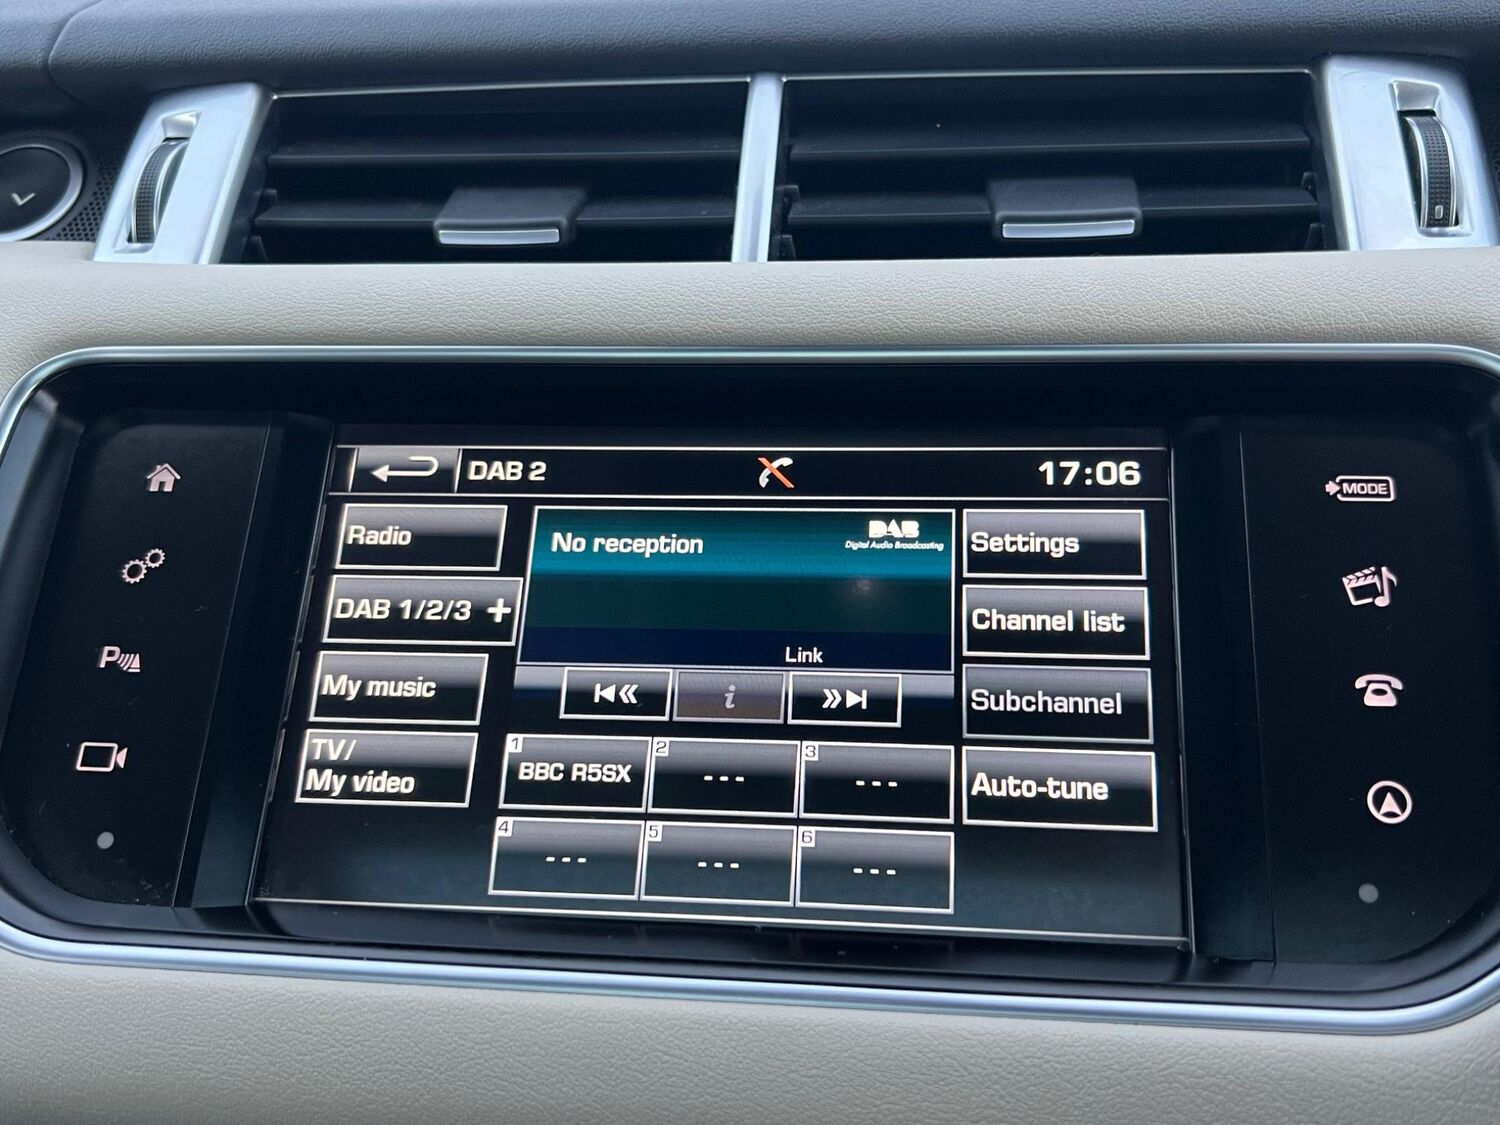 DAB 2
17:06
Radio
No reception
DAB
Digital Audio Broadcasting
Settings
DAB 1/2/3 +
Channel list
Link
My music
i
Subchannel
TV/
My video
1
BBC R5SX
2
---
3
---
Auto-tune
4
---
5
---
6
---
MODE
P